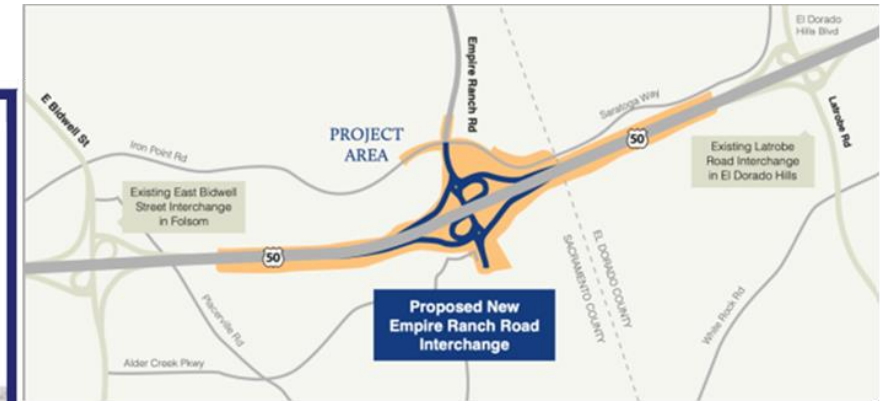 El Dorado
Hills Blvd
Empire Ranch Rd
E Bidwell St
Saratoga Way
Latrobe Rd
PROJECT
AREA
50
Iron Point Rd
Existing Latrobe
Road Interchange
in El Dorado Hills
Existing East Bidwell
Street Interchange
in Folsom
50
EL DORADO COUNTY
SACRAMENTO COUNTY
Placerville Rd
Proposed New
Empire Ranch Road
Interchange
White Rock Rd
Alder Creek Pkwy